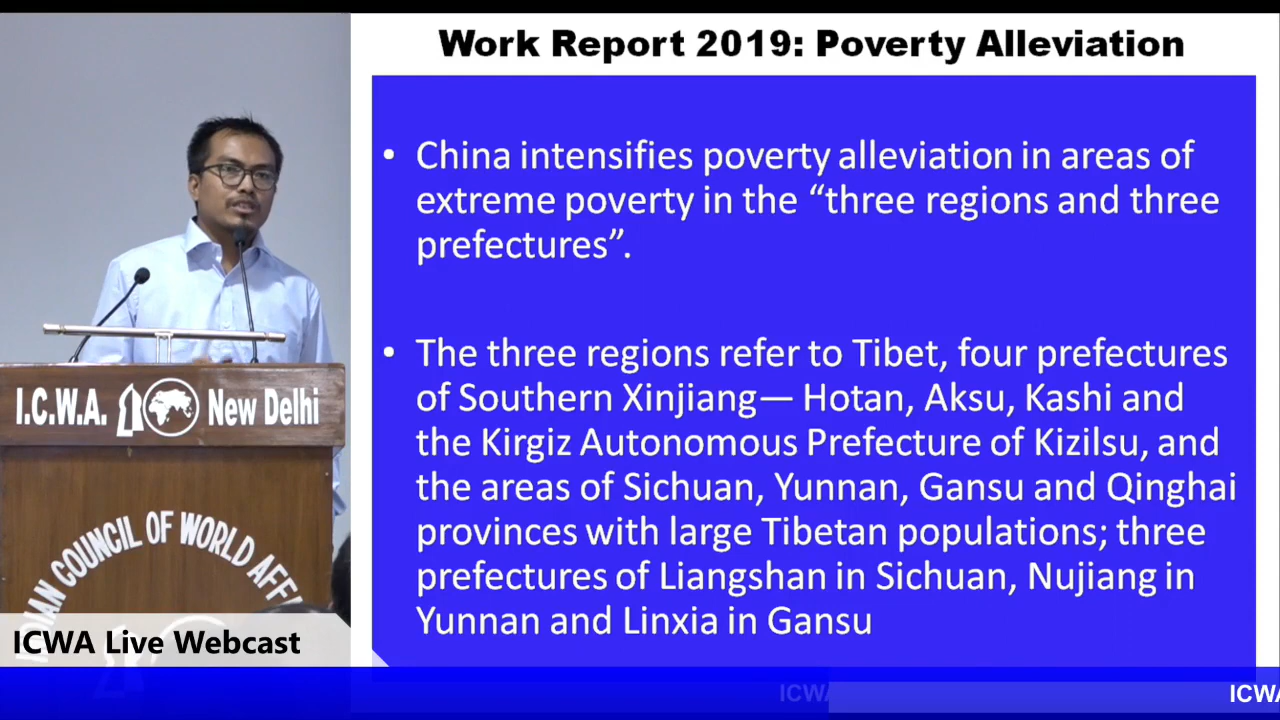 Work Report 2019: Poverty Alleviation
• China intensifies poverty alleviation in areas of
extreme poverty in the “three regions and three
prefectures”.
• The three regions refer to Tibet, four prefectures
of Southern Xinjiang— Hotan, Aksu, Kashi and
the Kirgiz Autonomous Prefecture of Kizilsu, and
the areas of Sichuan, Yunnan, Gansu and Qinghai
provinces with large Tibetan populations; three
prefectures of Liangshan in Sichuan, Nujiang in
Yunnan and Linxia in Gansu
I.C.W.A. New Delhi
COUNCIL OF WORLD
ICWA Live Webcast
ICWA
ICWA